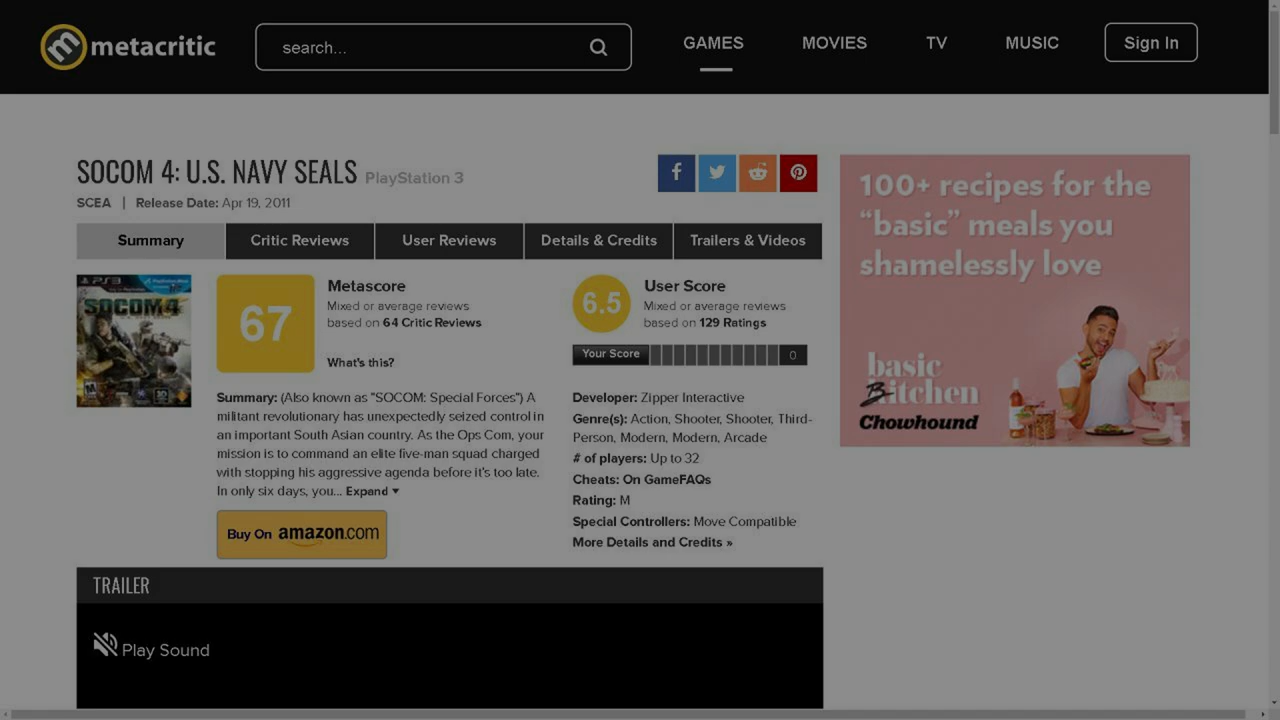 metacritic
search...
GAMES
MOVIES
TV
MUSIC
Sign In
SOCOM 4: U.S. NAVY SEALS PlayStation 3
SCEA | Release Date: Apr 19, 2011
Summary
Critic Reviews
User Reviews
Details & Credits
Trailers & Videos
PS3
SOCOM 4
67
Metascore
Mixed or average reviews
based on 64 Critic Reviews
What's this?
Summary: (Also known as "SOCOM: Special Forces") A
militant revolutionary has unexpectedly seized control in
an important South Asian country. As the Ops Com, your
mission is to command an elite five-man squad charged
with stopping his aggressive agenda before it's too late.
In only six days, you... Expand
Buy On amazon.com
6.5
User Score
Mixed or average reviews
based on 129 Ratings
Your Score
0
Developer: Zipper Interactive
Genre(s): Action, Shooter, Shooter, Third-
Person, Modern, Modern, Arcade
# of players: Up to 32
Cheats: On GameFAQs
Rating: M
Special Controllers: Move Compatible
More Details and Credits »
100+ recipes for the
"basic" meals you
shamelessly love
basic
Bitchen
Chowhound
TRAILER
Play Sound